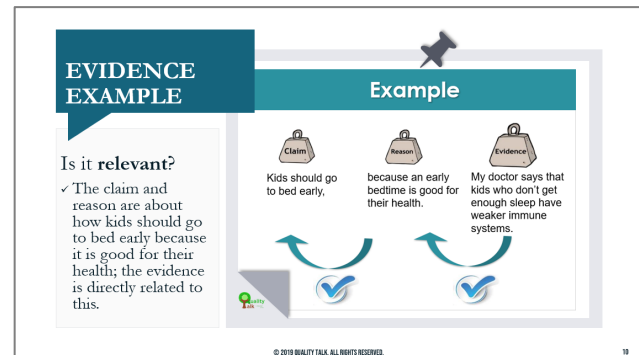 EVIDENCE
EXAMPLE
Is it relevant?
✓ The claim and
reason are about
how kids should go
to bed early because
it is good for their
health; the evidence
is directly related to
this.
Example
Claim
Reason
Evidence
Kids should go
to bed early,
because an early
bedtime is good for
their health.
My doctor says that
kids who don't get
enough sleep have
weaker immune
systems.
Quality
Talk
© 2019 QUALITY TALK. ALL RIGHTS RESERVED.
10